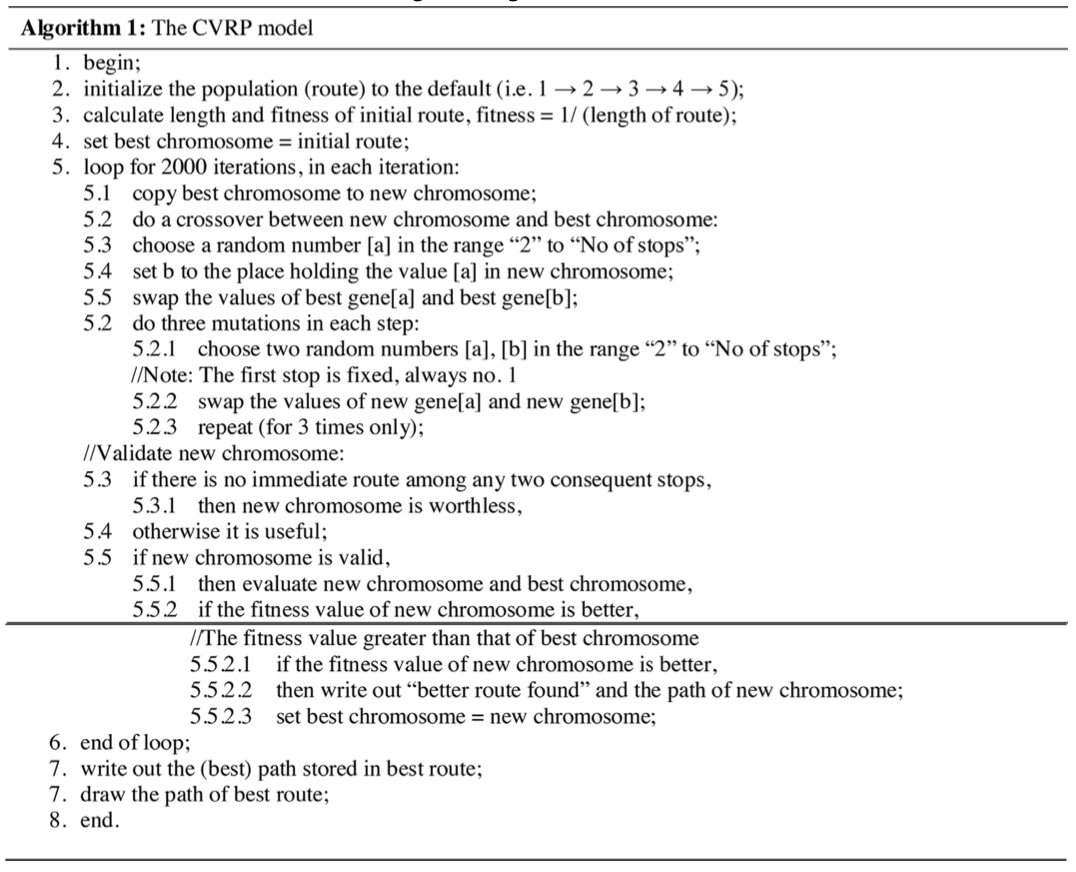 Algorithm 1: The CVRP model
1. begin;
2. initialize the population (route) to the default (i.e. 1 → 2 → 3 → 4 → 5);
3. calculate length and fitness of initial route, fitness = 1/ (length of route);
4. set best chromosome = initial route;
5. loop for 2000 iterations, in each iteration:
5.1 copy best chromosome to new chromosome;
5.2 do a crossover between new chromosome and best chromosome:
5.3 choose a random number [a] in the range “2” to “No of stops”;
5.4 set b to the place holding the value [a] in new chromosome;
5.5 swap the values of best gene[a] and best gene[b];
5.2 do three mutations in each step:
5.2.1 choose two random numbers [a], [b] in the range “2” to “No of stops”;
//Note: The first stop is fixed, always no. 1
5.2.2 swap the values of new gene[a] and new gene[b];
5.2.3 repeat (for 3 times only);
//Validate new chromosome:
5.3 if there is no immediate route among any two consequent stops,
5.3.1 then new chromosome is worthless,
5.4 otherwise it is useful;
5.5 if new chromosome is valid,
5.5.1 then evaluate new chromosome and best chromosome,
5.5.2 if the fitness value of new chromosome is better,
//The fitness value greater than that of best chromosome
5.5.2.1 if the fitness value of new chromosome is better,
5.5.2.2 then write out “better route found” and the path of new chromosome;
5.5.2.3 set best chromosome = new chromosome;
6. end of loop;
7. write out the (best) path stored in best route;
7. draw the path of best route;
8. end.